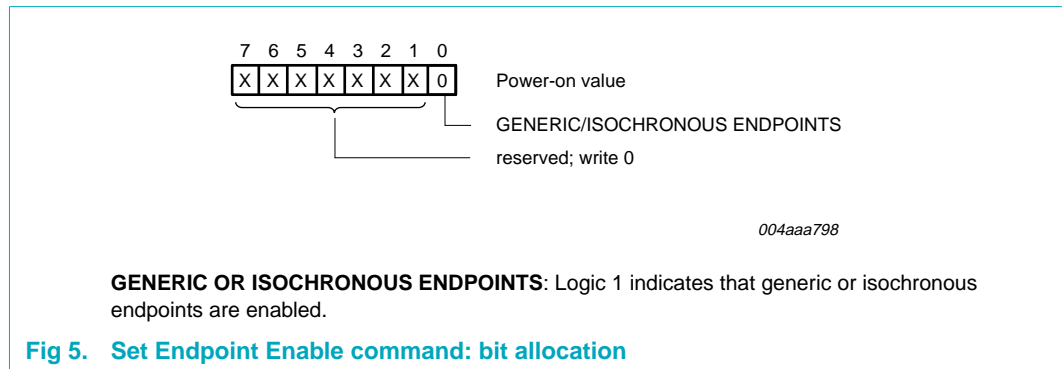 7 6 5 4 3 2 1 0
X X X X X X X 0 Power-on value
GENERIC/ISOCHRONOUS ENDPOINTS
reserved; write 0
004aaa798
GENERIC OR ISOCHRONOUS ENDPOINTS: Logic 1 indicates that generic or isochronous
endpoints are enabled.
Fig 5. Set Endpoint Enable command: bit allocation